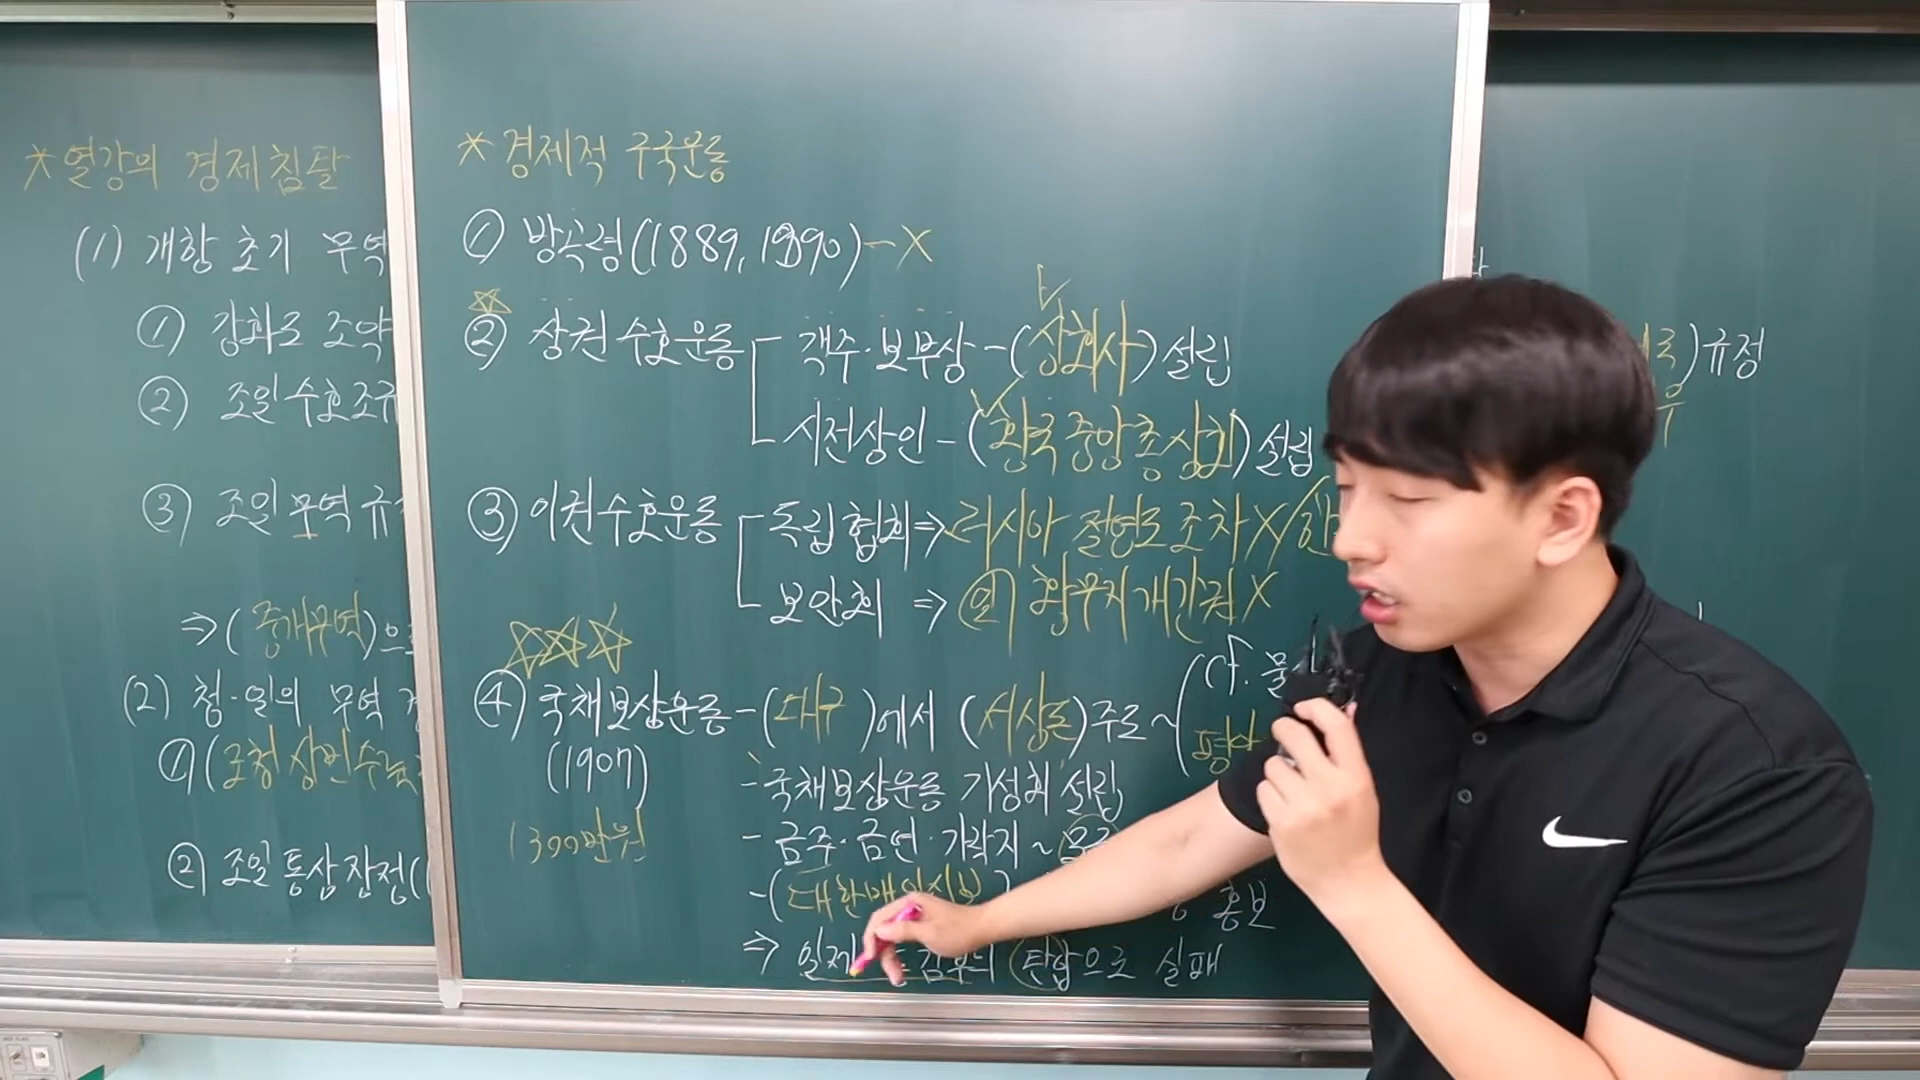 *열강의 경제침탈
(1) 개항 초기 무역
① 강화도 조약
② 조일수호조규
③ 조일무역규
⇒(중개무역)으로
(2) 청·일의 무역
①(조청상민수륙
② 조일통상장정(
*경제적 구국운동
① 방곡령(1889, 1890)-X
② 상권수호운동
객주·보부상-(상회사)설립
시전상인-(황국중앙총상회)설립
③ 이권수호운동
독립협회⇒러시아 절영도 조차X/한
보안회 ⇒ 일) 황무지개간권X
④ 국채보상운동-(대구)에서 (서상돈)주도~(cf. 물
(1907)
평양
1300만원
-국채보상운동 기성회 설립
-금주·금연·가락지~
-(대한매일신보) 홍보
⇒ 일제 탄압으로 실패
)규정